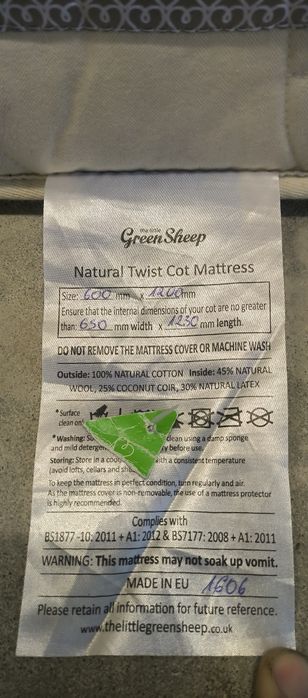 the little
Green Sheep
Natural Twist Cot Mattress
Size: 600 mm x 1200 mm
Ensure that the internal dimensions of your cot are no greater
than: 650 mm width x 1250 mm length.
DO NOT REMOVE THE MATTRESS COVER OR MACHINE WASH
Outside: 100% NATURAL COTTON Inside: 45% NATURAL
WOOL, 25% COCONUT COIR, 30% NATURAL LATEX
*Surface
clean on
*Washing: clean using a damp sponge
and mild before use.
Storing: Store in a with a consistent temperature
(avoid lofts, cellars and
To keep the mattress in perfect condition, turn regularly and air.
As the mattress cover is non-removable, the use of a mattress protector
is highly recommended.
Complies with
BS1877-10: 2011 + A1: 2012 & BS7177: 2008 + A1: 2011
WARNING: This mattress may not soak up vomit.
MADE IN EU 1606
Please retain all information for future reference.
www.thelittlegreensheep.co.uk